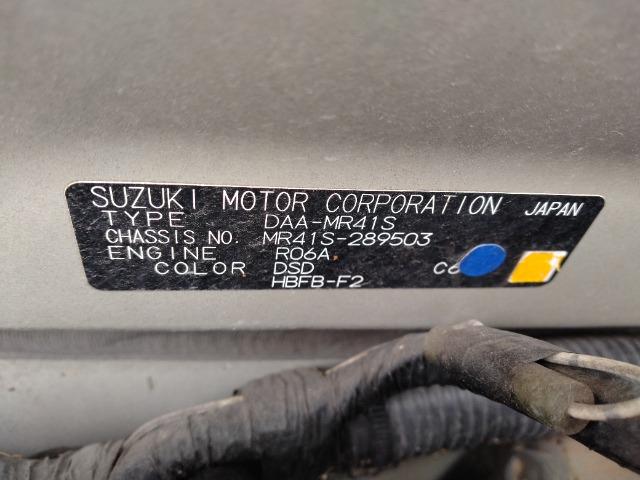 SUZUKI MOTOR CORPORATION JAPAN
TYPE DAA-MR41S
CHASSIS NO. MR41S-289503
ENGINE R06A
COLOR DSD
HBFB-F2